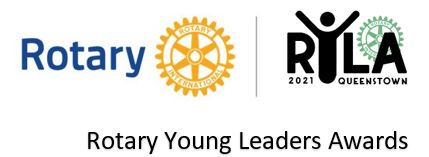 Rotary
ROTARY
INTERNATIONAL
RYLA
2021 QUEENSTOWN
Rotary Young Leaders Awards